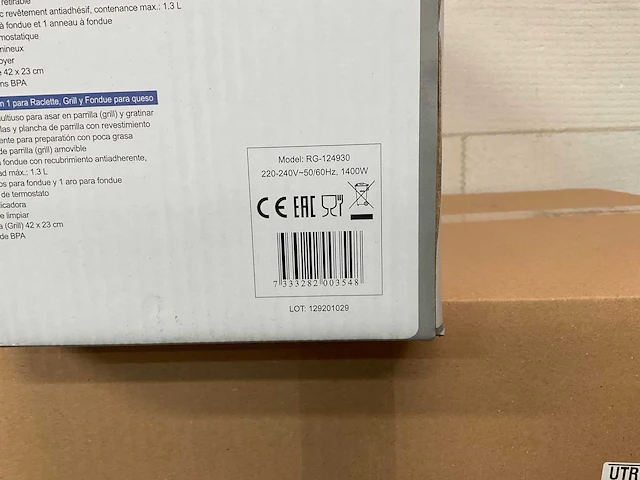 c revêtement antiadhésif, contenance max.: 1.3 L
à fondue et 1 anneau à fondue
mostatique
mineux
oyer
42 x 23 cm
ns BPA
n 1 para Raclette, Grill y Fondue para queso
ultiuso para asar en parrilla (grill) y gratinar
las y plancha de parrilla con revestimiento
ente para preparatión con poca grasa
de parrilla (grill) amovible
fondue con recubrimiento antiadherente,
ad máx.: 1.3 L
os para fondue y 1 aro para fondue
de termostato
icadora
e limpiar
a (Grill) 42 x 23 cm
de BPA
Model: RG-124930
220-240V~50/60Hz, 1400W
CE EAC
7 333282 003548
LOT: 129201029
UTR